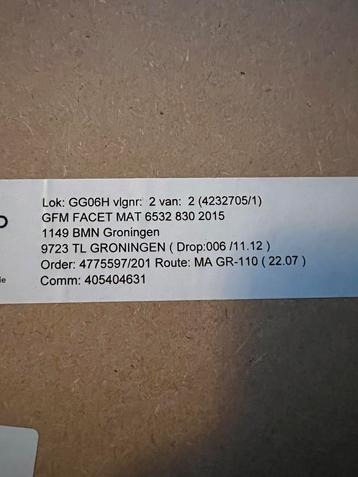 Lok: GG06H vlgnr: 2 van: 2 (4232705/1)
GFM FACET MAT 6532 830 2015
1149 BMN Groningen
9723 TL GRONINGEN ( Drop:006 /11.12 )
Order: 4775597/201 Route: MA GR-110 ( 22.07 )
Comm: 405404631